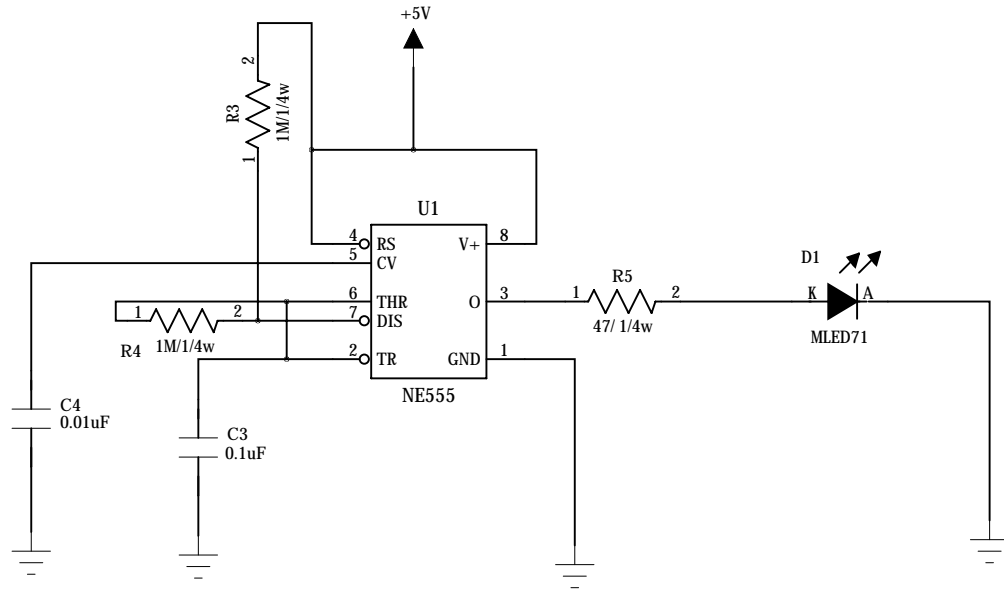 +5V
2
R3
1M/1/4w
1
U1
4
RS
V+
8
5
CV
6
THR
O
3
1
R5
2
47/ 1/4w
D1
K
A
MLED71
1
2
7
DIS
R4
1M/1/4w
2
TR
GND
1
NE555
C4
0.01uF
C3
0.1uF